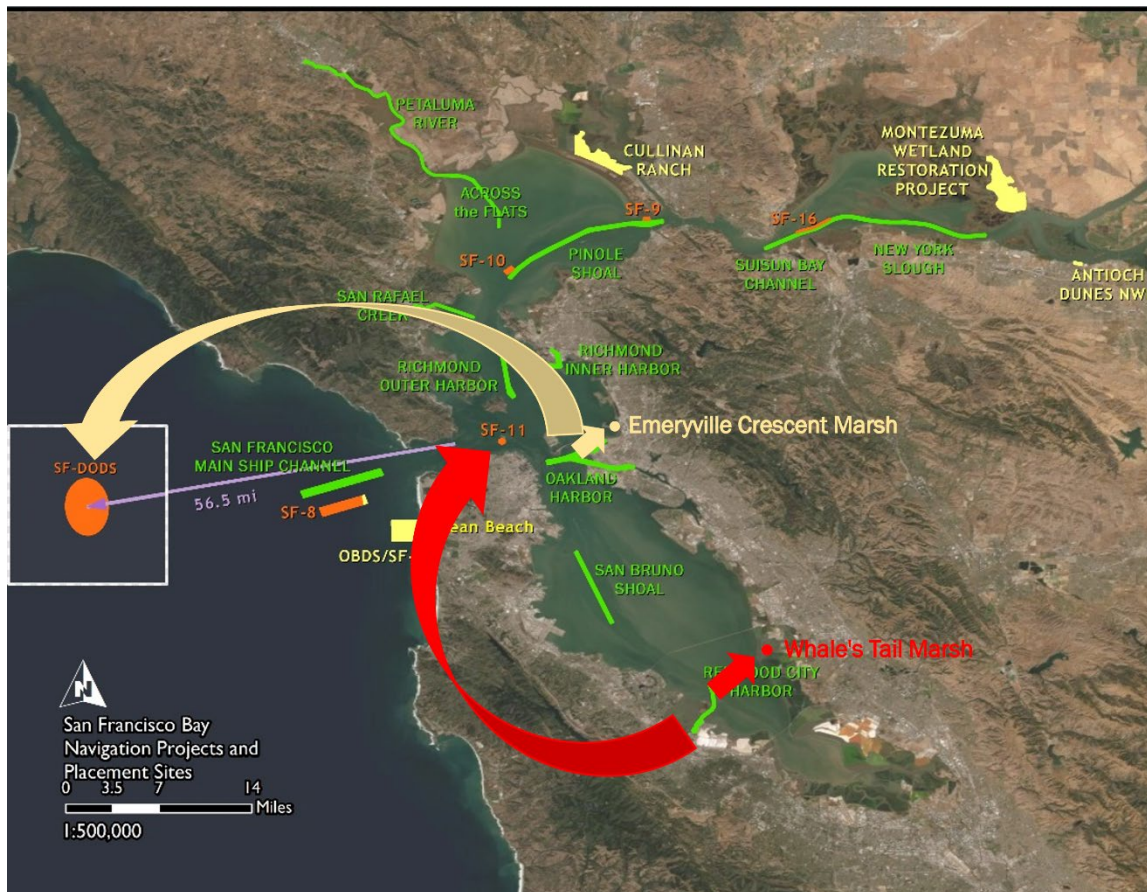 PETALUMA
RIVER
CULLINAN
RANCH
MONTEZUMA
WETLAND
RESTORATION
PROJECT
ACROSS
the FLATS
SF-9
SF-16
SF-10
PINOLE
SHOAL
SUISUN BAY
CHANNEL
NEW YORK
SLOUGH
ANTIOCH
DUNES NW
SAN RAFAEL
CREEK
RICHMOND
OUTER HARBOR
RICHMOND
INNER HARBOR
SF-11
Emeryville Crescent Marsh
SAN FRANCISCO
MAIN SHIP CHANNEL
SF-DODS
56.5 mi
SF-8
OAKLAND
HARBOR
ean Beach
OBDS/SF-
SAN BRUNO
SHOAL
Whale's Tail Marsh
REDWOOD CITY
HARBOR
N
San Francisco Bay
Navigation Projects and
Placement Sites
0 3.5 7 14
Miles
1:500,000